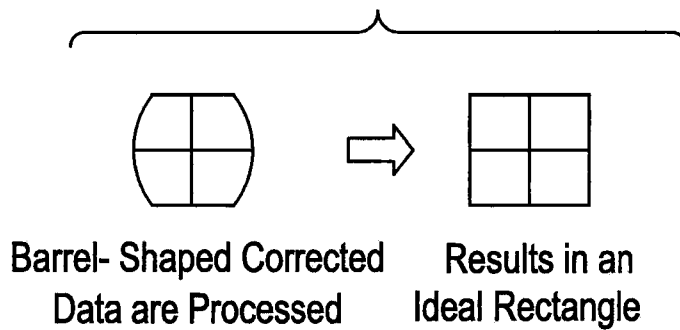 Barrel- Shaped Corrected
Data are Processed
Results in an
Ideal Rectangle